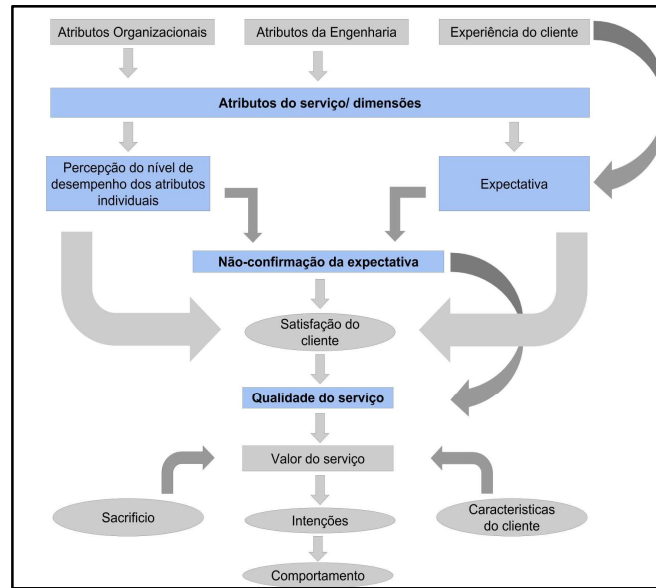 Atributos Organizacionais
Atributos da Engenharia
Experiência do cliente
Atributos do serviço/ dimensões
Percepção do nível de
desempenho dos atributos
individuais
Expectativa
Não-confirmação da expectativa
Satisfação do
cliente
Qualidade do serviço
Valor do serviço
Sacrificio
Intenções
Caracteristicas
do cliente
Comportamento